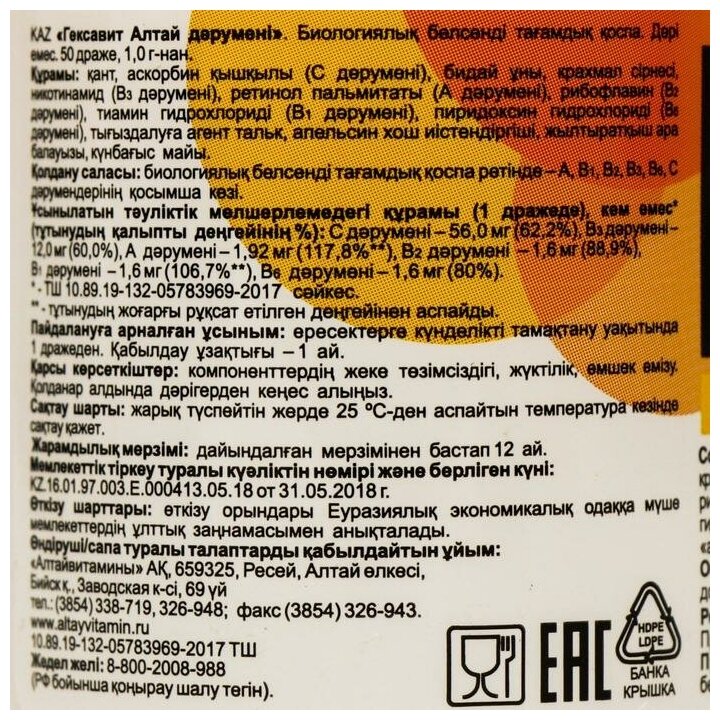 KAZ «Гексавит Алтай дәрумені». Биологиялық белсенді тағамдық қоспа. Дәрі
емес. 50 драже, 1,0 г-нан.
Құрамы: қант, аскорбин қышқылы (С дәрумені), бидай ұны, крахмал сірнесі,
никотинамид (В3 дәрумені), ретинол пальмитаты (А дәрумені), рибофлавин (В2
дәрумені), тиамин гидрохлориді (В1 дәрумені), пиридоксин гидрохлориді (В6
дәрумені), тығыздалуға агент тальк, апельсин хош иістендіргіші, жылтыратқыш ара
балауызы, күнбағыс майы.
Қолдану саласы: биологиялық белсенді тағамдық қоспа ретінде – А, В1, В2, В3, В6, С
дәрумендерінің қосымша көзі.
Ұсынылатын тәуліктік мөлшерлемедегі құрамы (1 дражеде), кем емес*
(тұтынудың қалыпты деңгейінің %): С дәрумені – 56,0 мг (62,2%). В3 дәрумені –
12,0 мг (60,0%), А дәрумені – 1,92 мг (117,8%**), В2 дәрумені – 1,6 мг (88,9%),
В1 дәрумені – 1,6 мг (106,7%**), В6 дәрумені – 1,6 мг (80%).
* - ТШ 10.89.19-132-05783969-2017 сәйкес.
** - тұтынудың жоғарғы рұқсат етілген деңгейінен аспайды.
Пайдалануға арналған ұсыным: ересектерге күнделікті тамақтану уақытында
1 дражеден. Қабылдау ұзақтығы – 1 ай.
Қарсы көрсеткіштер: компоненттердің жеке төзімсіздігі, жүктілік, емшек емізу.
Қолданар алдында дәрігерден кеңес алыңыз.
Сақтау шарты: жарық түспейтін жерде 25 °С-ден аспайтын температура кезінде
сақтау қажет.
Жарамдылық мерзімі: дайындалған мерзімінен бастап 12 ай.
Мемлекеттік тіркеу туралы куәліктің нөмірі және берілген күні:
KZ.16.01.97.003.Е.000413.05.18 от 31.05.2018 г.
Өткізу шарттары: өткізу орындары Еуразиялық экономикалық одаққа мүше
мемлекеттердің ұлттық заңнамасымен анықталады.
Өндіруші/сапа туралы талаптарды қабылдайтын ұйым:
«Алтайвитамины» АҚ, 659325, Ресей, Алтай өлкесі,
Бийск қ., Заводская к-сі, 69 үй
тел.: (3854) 338-719, 326-948; факс (3854) 326-943.
www.altayvitamin.ru
10.89.19-132-05783969-2017 ТШ
Жедел желі: 8-800-2008-988
(РФ бойынша қоңырау шалу тегін).
EAC
HDPE
LDPE
БАНКА
КРЫШКА